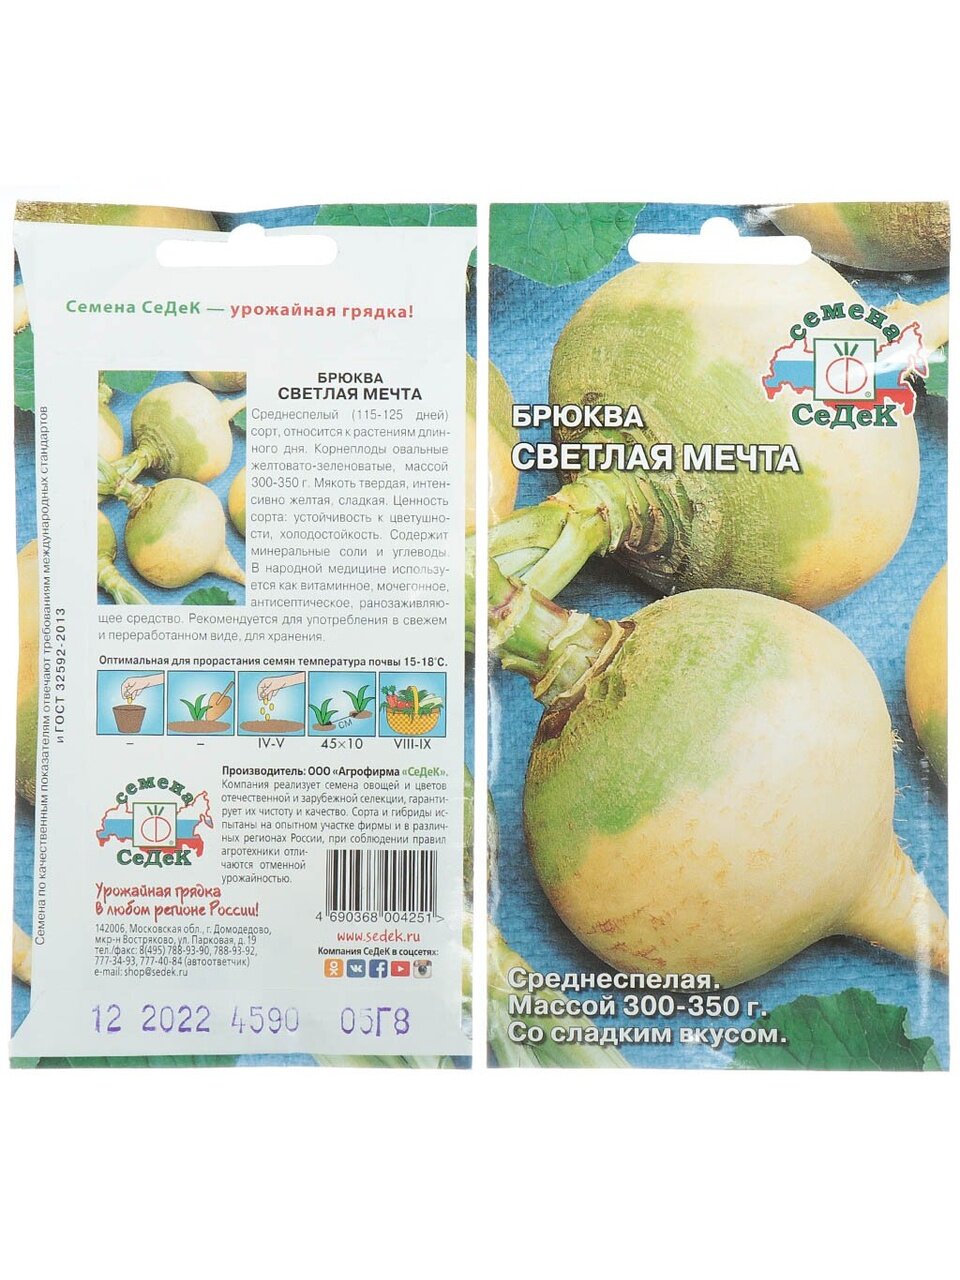 Семена СеДеК — урожайная грядка!
БРЮКВА
СВЕТЛАЯ МЕЧТА
Среднеспелый (115-125 дней)
сорт, относится к растениям длин-
ного дня. Корнеплоды овальные
желтовато-зеленоватые, массой
300-350 г. Мякоть твердая, интен-
сивно желтая, сладкая. Ценность
сорта: устойчивость к цветушно-
сти, холодостойкость. Содержит
минеральные соли и углеводы.
В народной медицине использу-
ется как витаминное, мочегонное,
антисептическое, ранозаживляю-
щее средство. Рекомендуется для употребления в свежем
и переработанном виде, для хранения.
Оптимальная для прорастания семян температура почвы 15-18°С.
СМ
– – IV-V 45×10 VIII-IX
семена
СеДеК
Урожайная грядка
в любом регионе России!
Производитель: ООО «Агрофирма «СеДеК».
Компания реализует семена овощей и цветов
отечественной и зарубежной селекции, гаранти-
рует их чистоту и качество. Сорта и гибриды ис-
пытаны на опытном участке фирмы и в различ-
ных регионах России, при соблюдении правил
агротехники отли-
чаются отменной
урожайностью.
4 690368 004251 >
142006, Московская обл., г. Домодедово,
мкр-н Востряково, ул. Парковая, д. 19
тел./факс: 8(495) 788-93-90, 788-93-92,
777-34-93, 777-40-84 (автоответчик)
e-mail: shop@sedek.ru
www.sedek.ru
Компания СеДеК в соцсетях:
12 2022 4590 05Г8
Семена по качественным показателям отвечают требованиям международных стандартов
и ГОСТ 32592-2013
семена
СеДеК
®
БРЮКВА
СВЕТЛАЯ МЕЧТА
Среднеспелая.
Массой 300-350 г.
Со сладким вкусом.